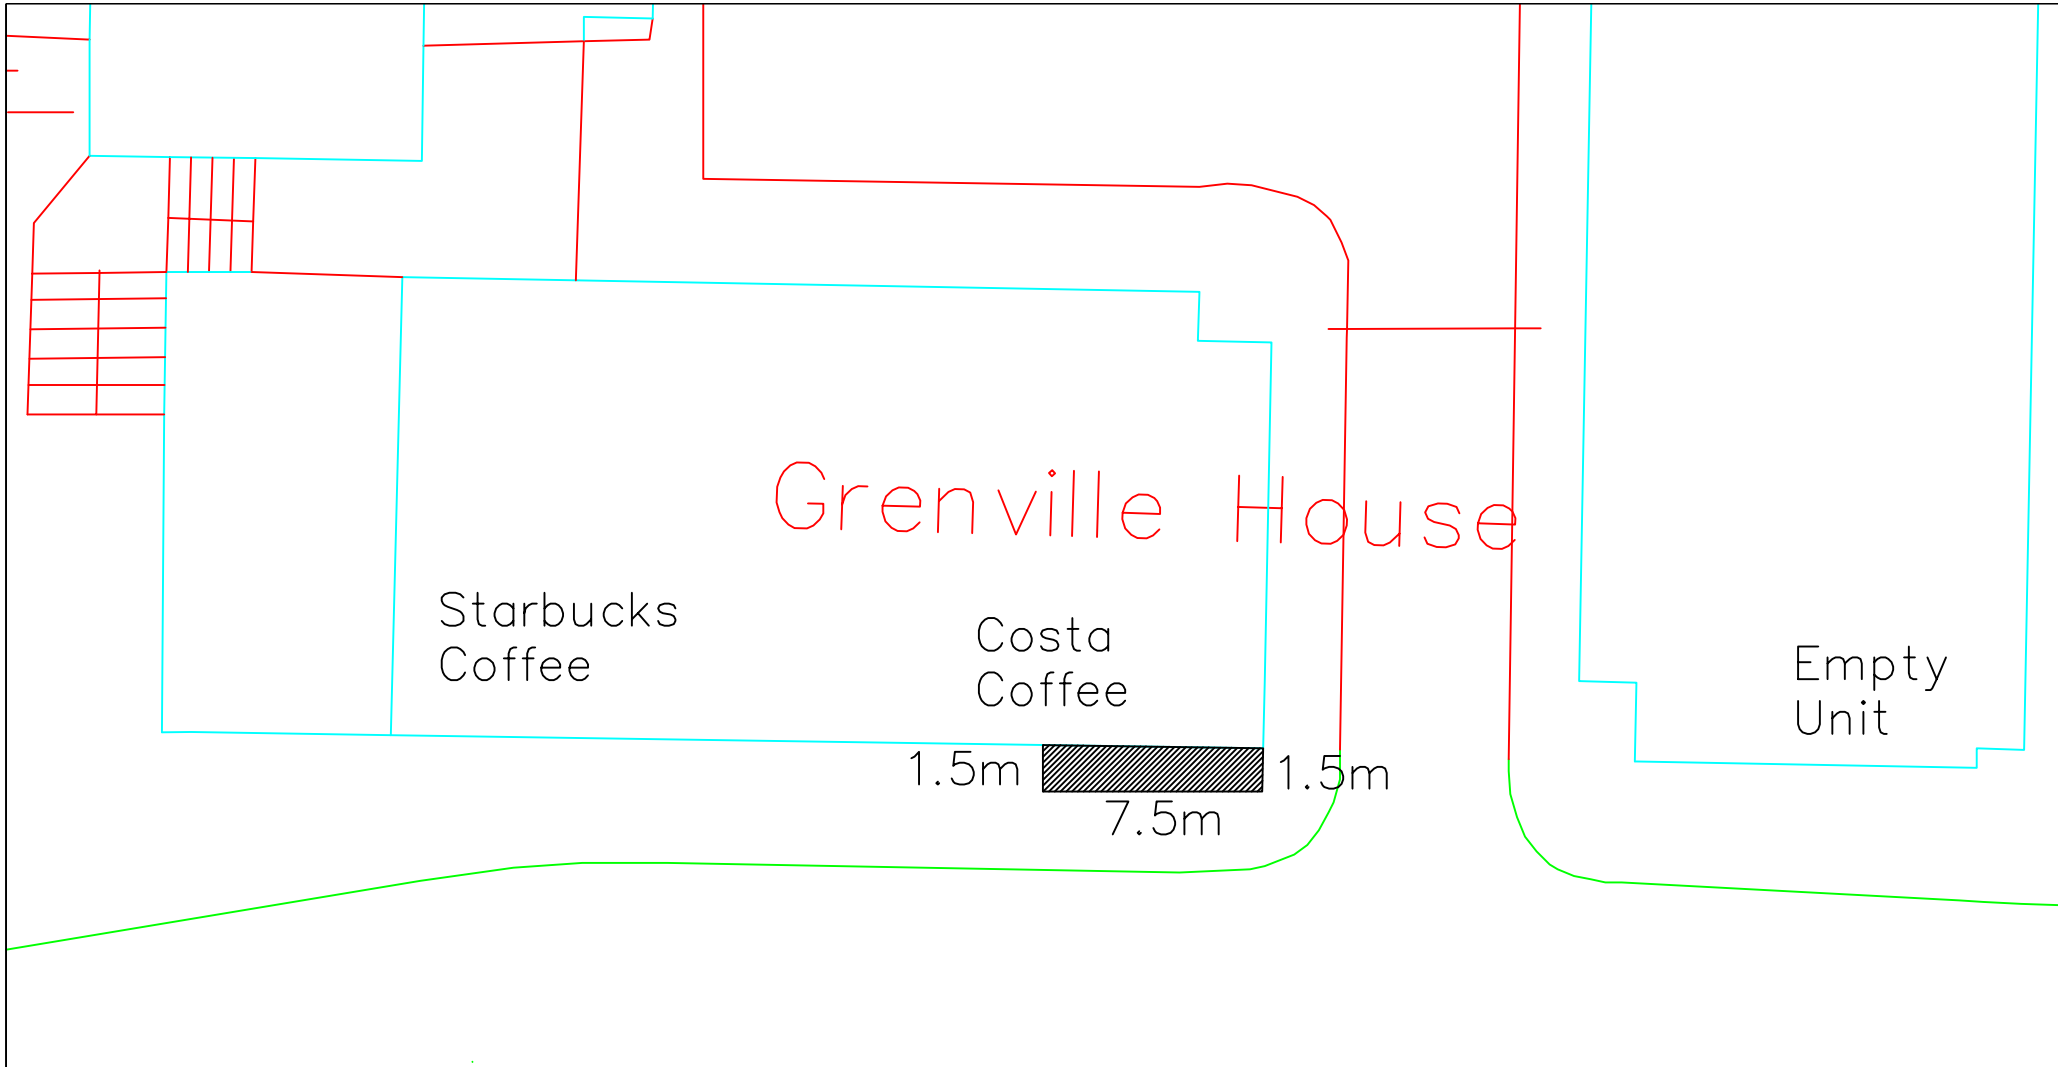 Grenville House
Starbucks
Coffee
Costa
Coffee
Empty
Unit
1.5m
1.5m
7.5m